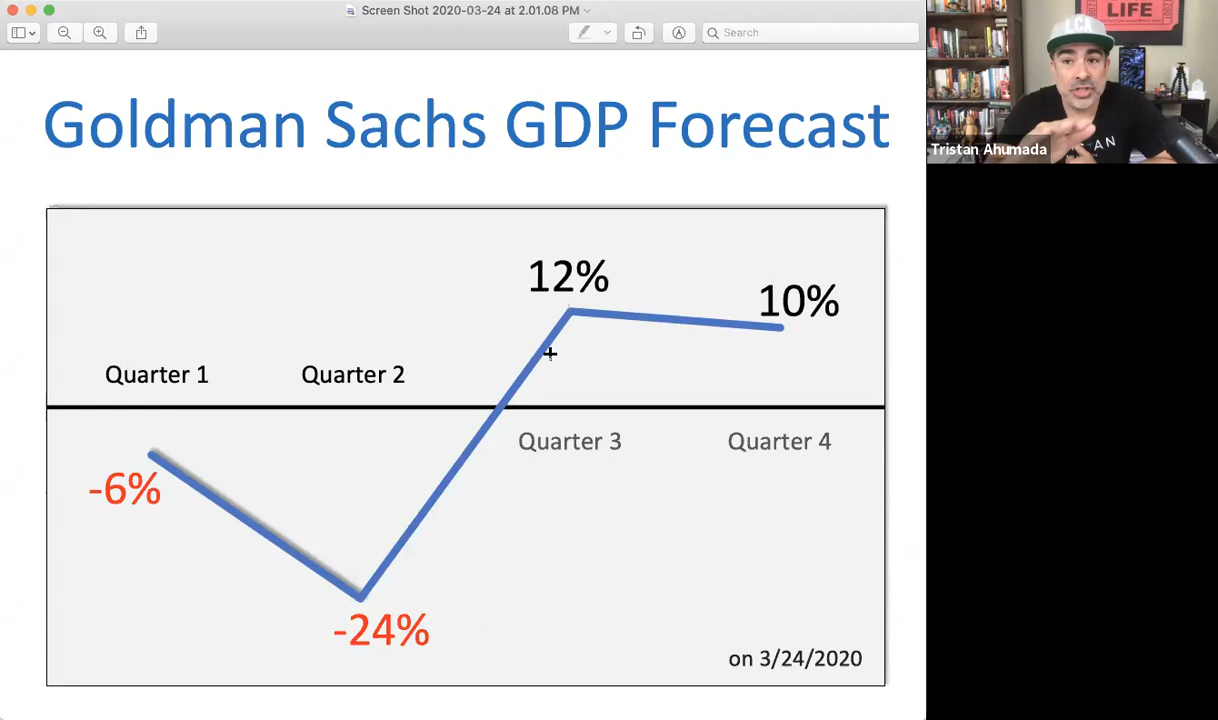 Screen Shot 2020-03-24 at 2.01.08 PM
Search
LIFE
LCA
Tristan Ahumada
Goldman Sachs GDP Forecast
12%
10%
Quarter 1
Quarter 2
Quarter 3
Quarter 4
-6%
-24%
on 3/24/2020